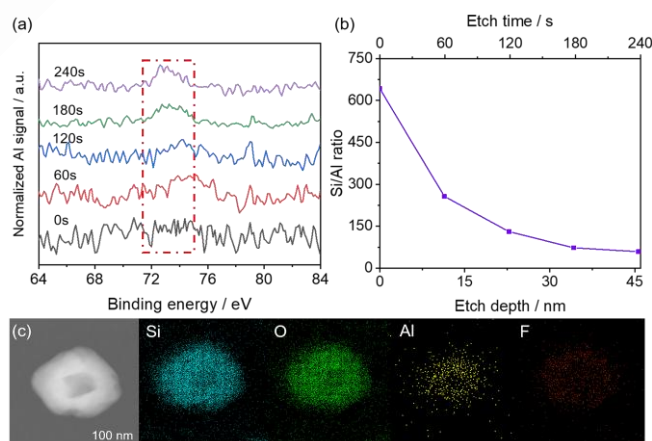 (a)
Normalized Al signal / a.u.
240s
180s
120s
60s
0s
64 68 72 76 80 84
Binding energy / eV
(b)
Etch time / s
0 60 120 180 240
Si/Al ratio
750
600
450
300
150
0
0 15 30 45
Etch depth / nm
(c)
100 nm
Si
O
Al
F